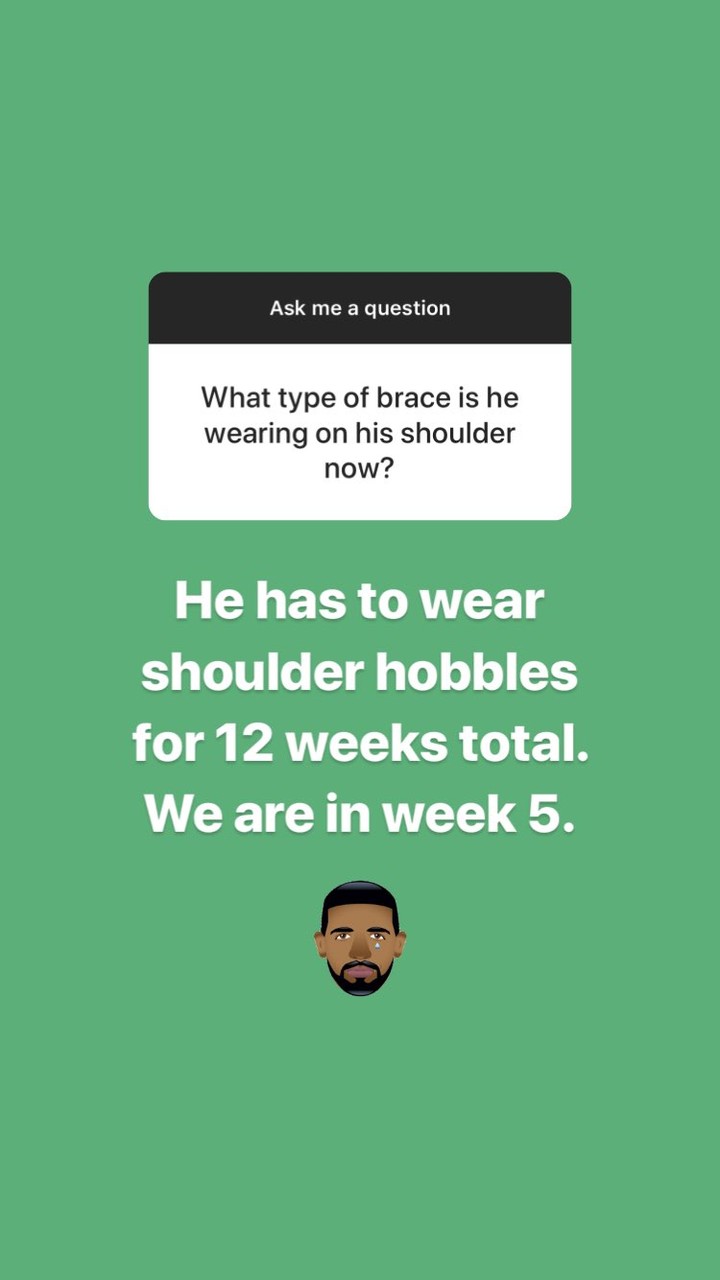 Ask me a question
What type of brace is he
wearing on his shoulder
now?
He has to wear
shoulder hobbles
for 12 weeks total.
We are in week 5.